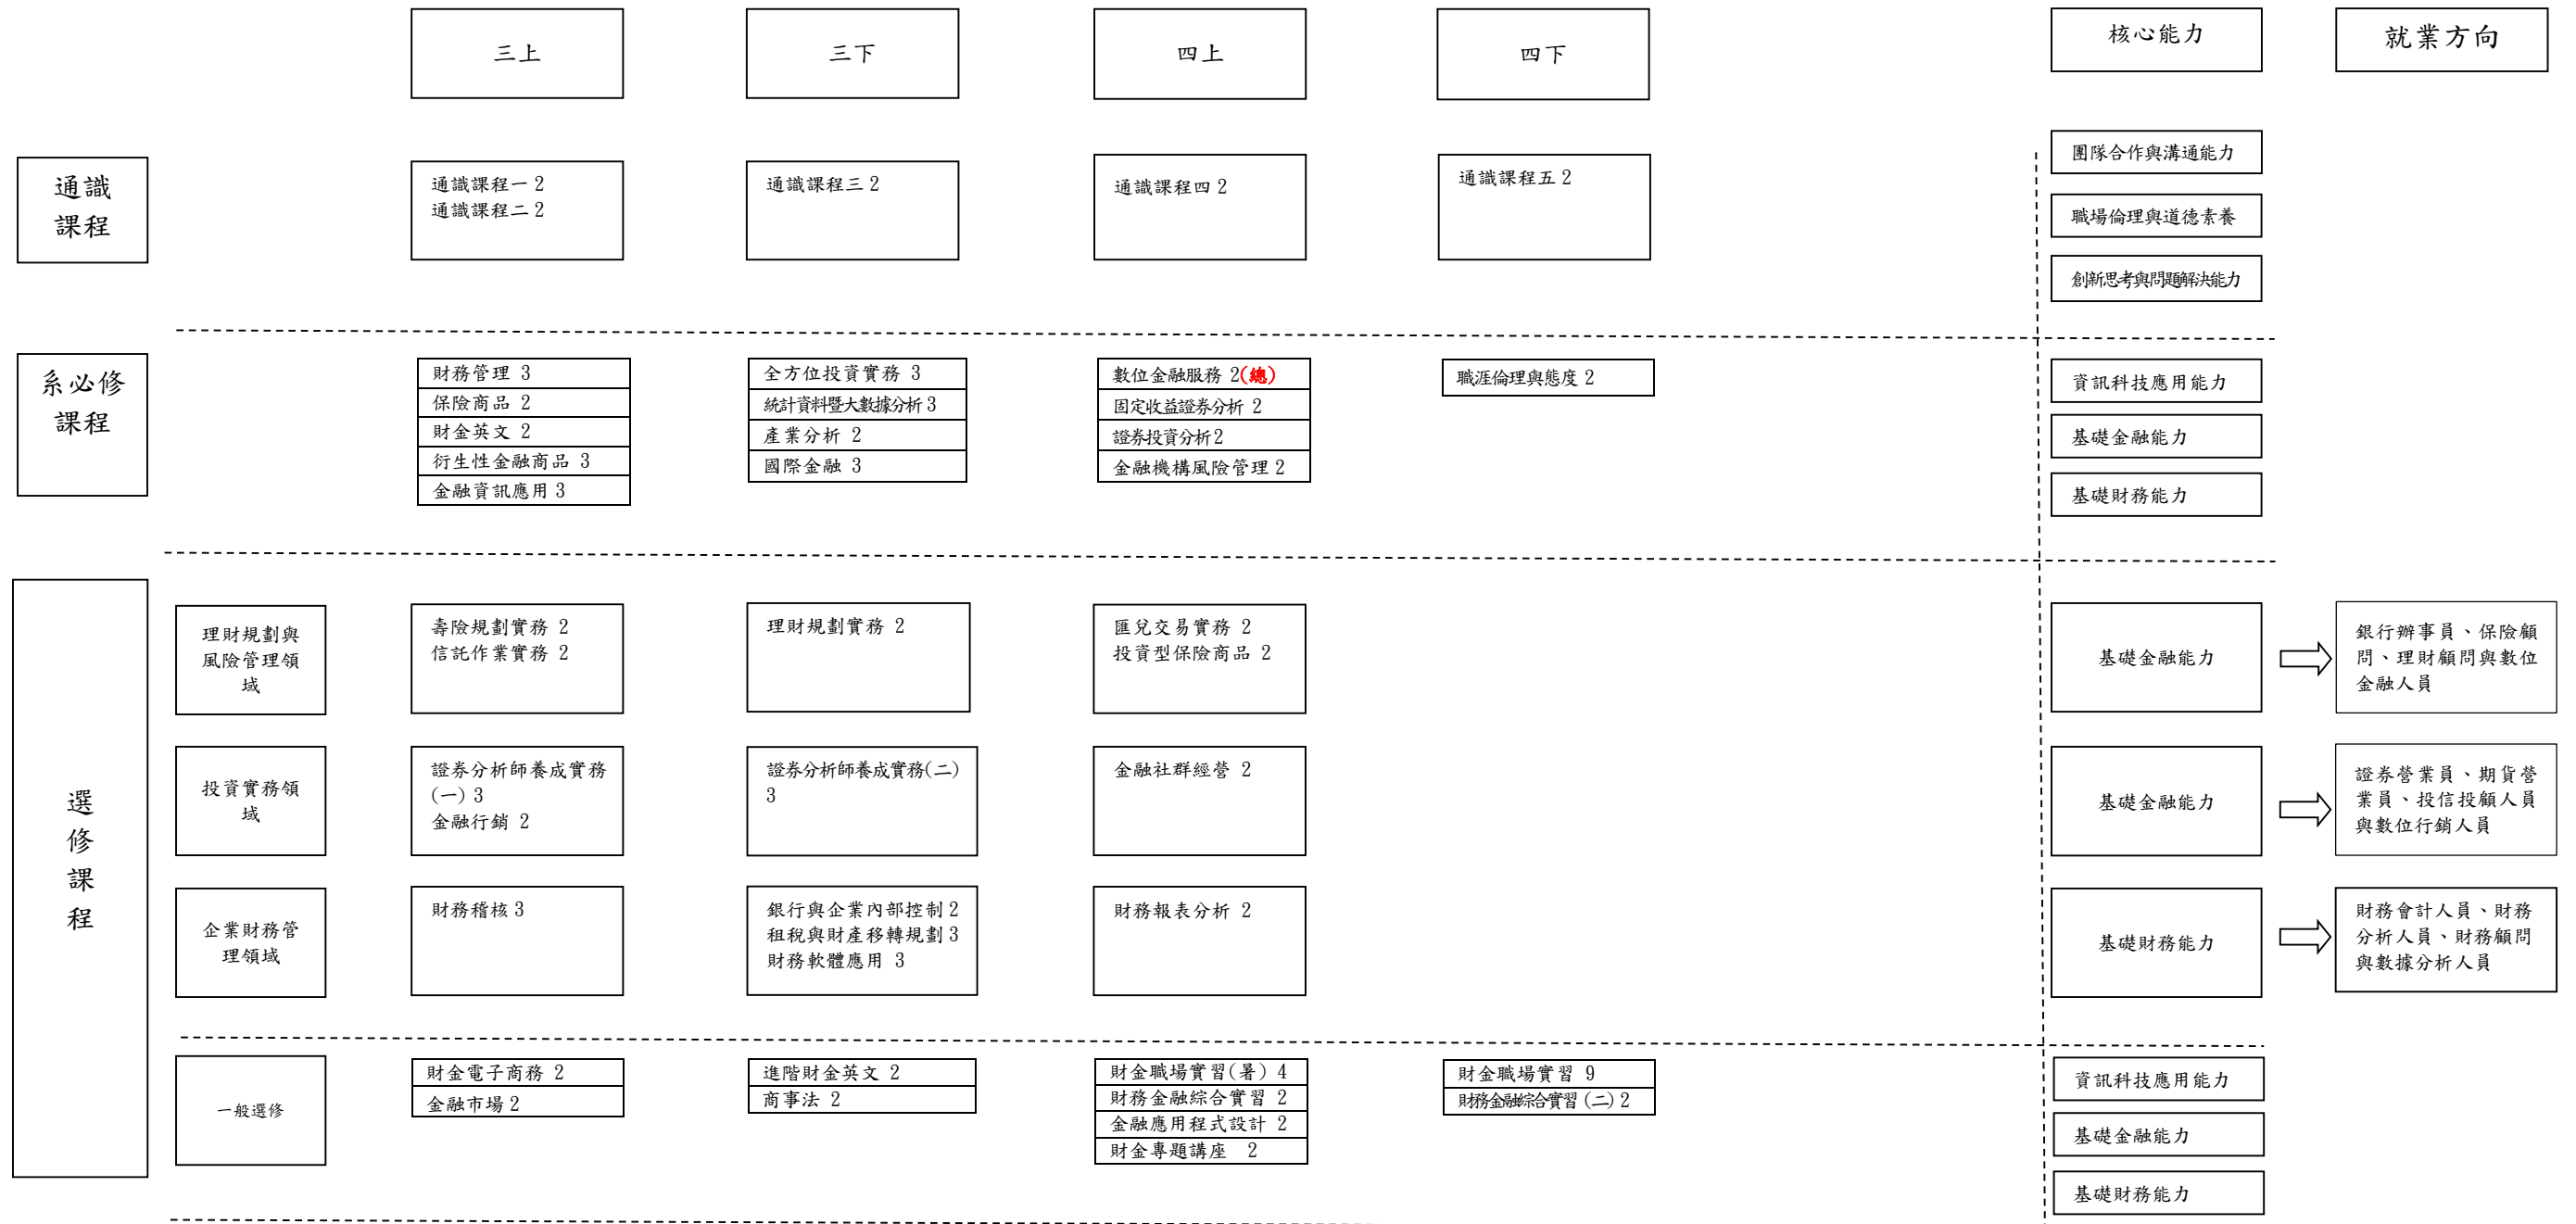 三上
三下
四上
四下
核心能力
就業方向
通識
課程
通識課程一 2
通識課程二 2
通識課程三 2
通識課程四 2
通識課程五 2
團隊合作與溝通能力
職場倫理與道德素養
創新思考與問題解決能力
系必修
課程
財務管理 3
保險商品 2
財金英文 2
衍生性金融商品 3
金融資訊應用 3
全方位投資實務 3
統計資料暨大數據分析 3
產業分析 2
國際金融 3
數位金融服務 2(總)
固定收益證券分析 2
證券投資分析 2
金融機構風險管理 2
職涯倫理與態度 2
資訊科技應用能力
基礎金融能力
基礎財務能力
選
修
課
程
理財規劃與
風險管理領
域
壽險規劃實務 2
信託作業實務 2
理財規劃實務 2
匯兌交易實務 2
投資型保險商品 2
基礎金融能力
銀行辦事員、保險顧
問、理財顧問與數位
金融人員
投資實務領
域
證券分析師養成實務
(一) 3
金融行銷 2
證券分析師養成實務(二)
3
金融社群經營 2
基礎金融能力
證券營業員、期貨營
業員、投信投顧人員
與數位行銷人員
企業財務管
理領域
財務稽核 3
銀行與企業內部控制 2
租稅與財產移轉規劃 3
財務軟體應用 3
財務報表分析 2
基礎財務能力
財務會計人員、財務
分析人員、財務顧問
與數據分析人員
一般選修
財金電子商務 2
金融市場 2
進階財金英文 2
商事法 2
財金職場實習(暑) 4
財務金融綜合實習 2
金融應用程式設計 2
財金專題講座 2
財金職場實習 9
財務金融綜合實習 (二) 2
資訊科技應用能力
基礎金融能力
基礎財務能力